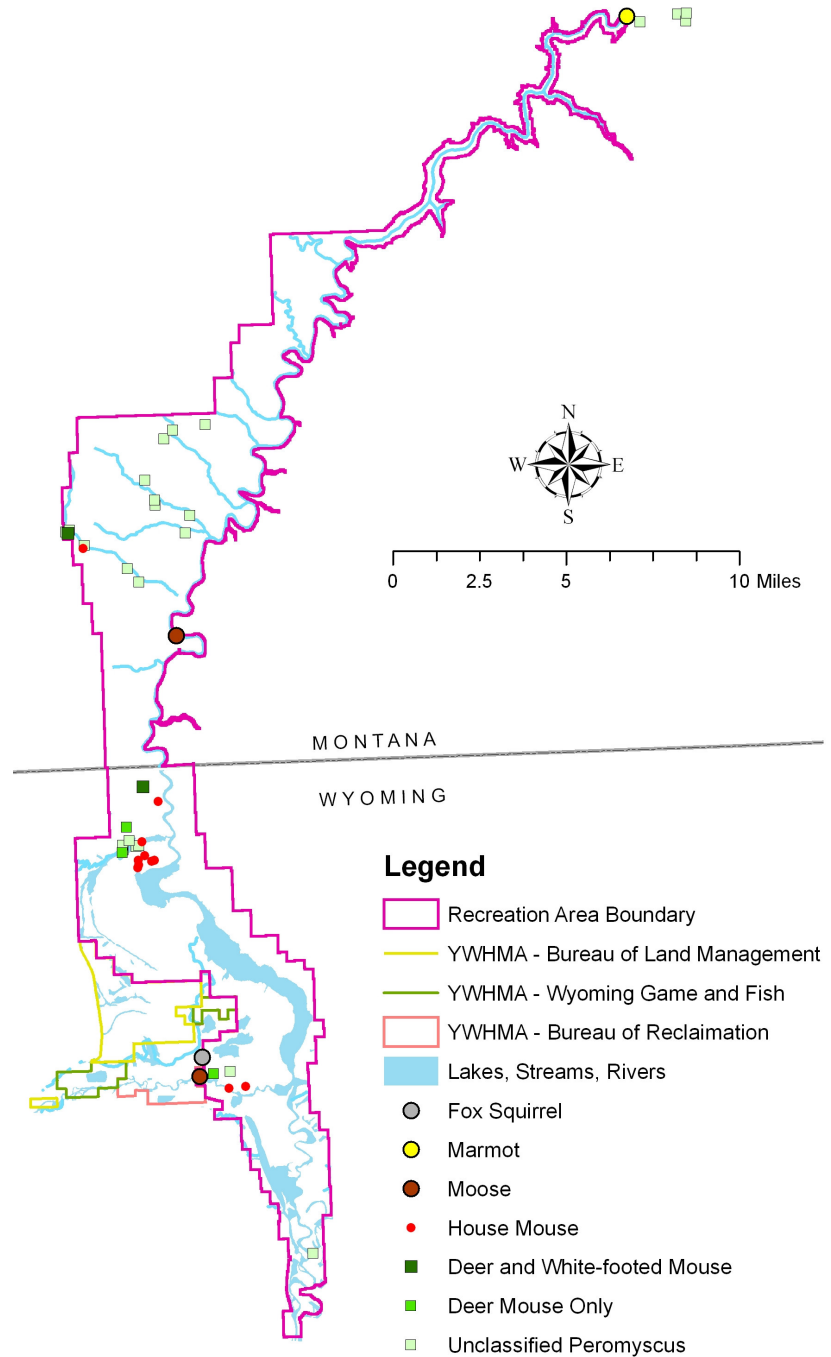 N
W E
S
0 2.5 5 10 Miles
MONTANA
WYOMING
Legend
Recreation Area Boundary
YWHMA - Bureau of Land Management
YWHMA - Wyoming Game and Fish
YWHMA - Bureau of Reclaimation
Lakes, Streams, Rivers
Fox Squirrel
Marmot
Moose
House Mouse
Deer and White-footed Mouse
Deer Mouse Only
Unclassified Peromyscus